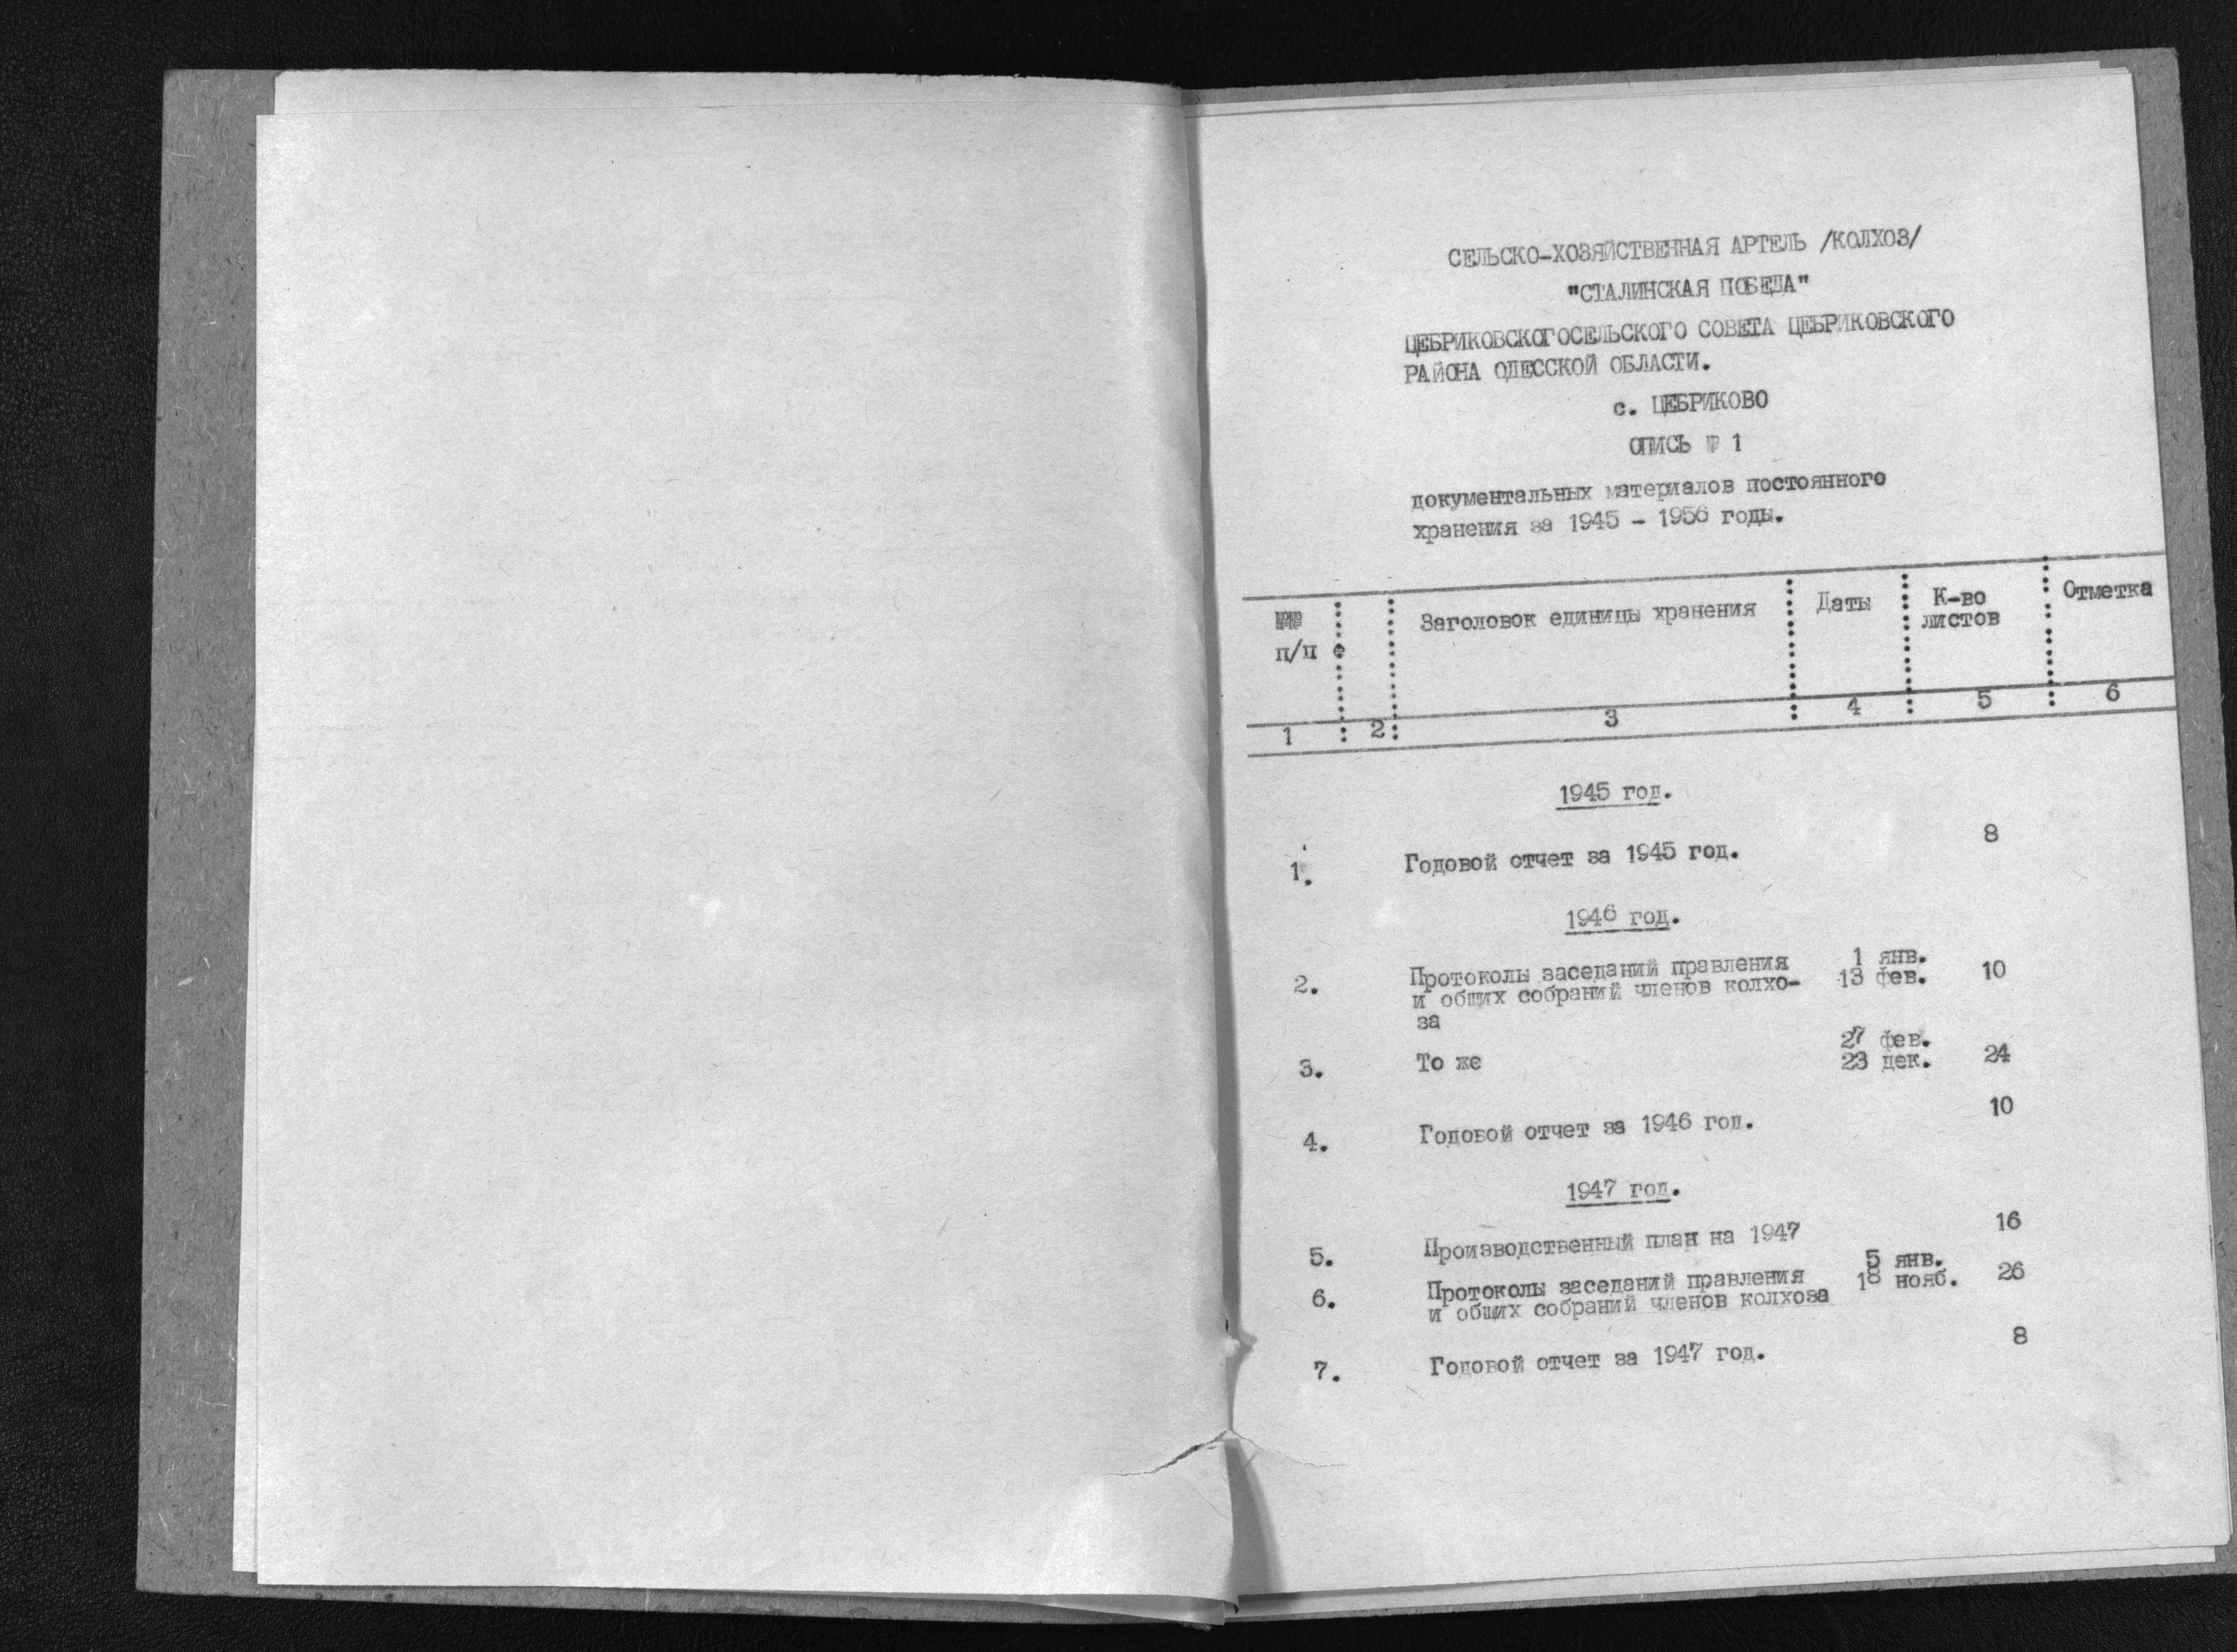 СЕЛЬСКО-ХОЗЯЙСТВЕННАЯ АРТЕЛЬ /КОЛХОЗ/
"СТАЛИНСКАЯ ПОБЕДА"
ЦЕБРИКОВСКОГОСЕЛЬСКОГО СОВЕТА ЦЕБРИКОВСКОГО
РАЙОНА ОДЕССКОЙ ОБЛАСТИ.
с. ЦЕБРИКОВО
ОПИСЬ № 1
документальных материалов постоянного
хранения за 1945 - 1956 годы.
№№ п/п Заголовок единицы хранения Даты К-во листов Отметка
1 : 2: 3 : 4 : 5 : 6
1945 год.
1. Годовой отчет за 1945 год. 8
1946 год.
2. Протоколы заседаний правления 1 янв.
и общих собраний членов колхо- 13 фев. 10
за
27 фев.
3. То же 23 дек. 24
4. Годовой отчет за 1946 год. 10
1947 год.
5. Производственный план на 1947 16
6. Протоколы заседаний правления 5 янв.
и общих собраний членов колхоза 18 нояб. 26
7. Годовой отчет за 1947 год. 8